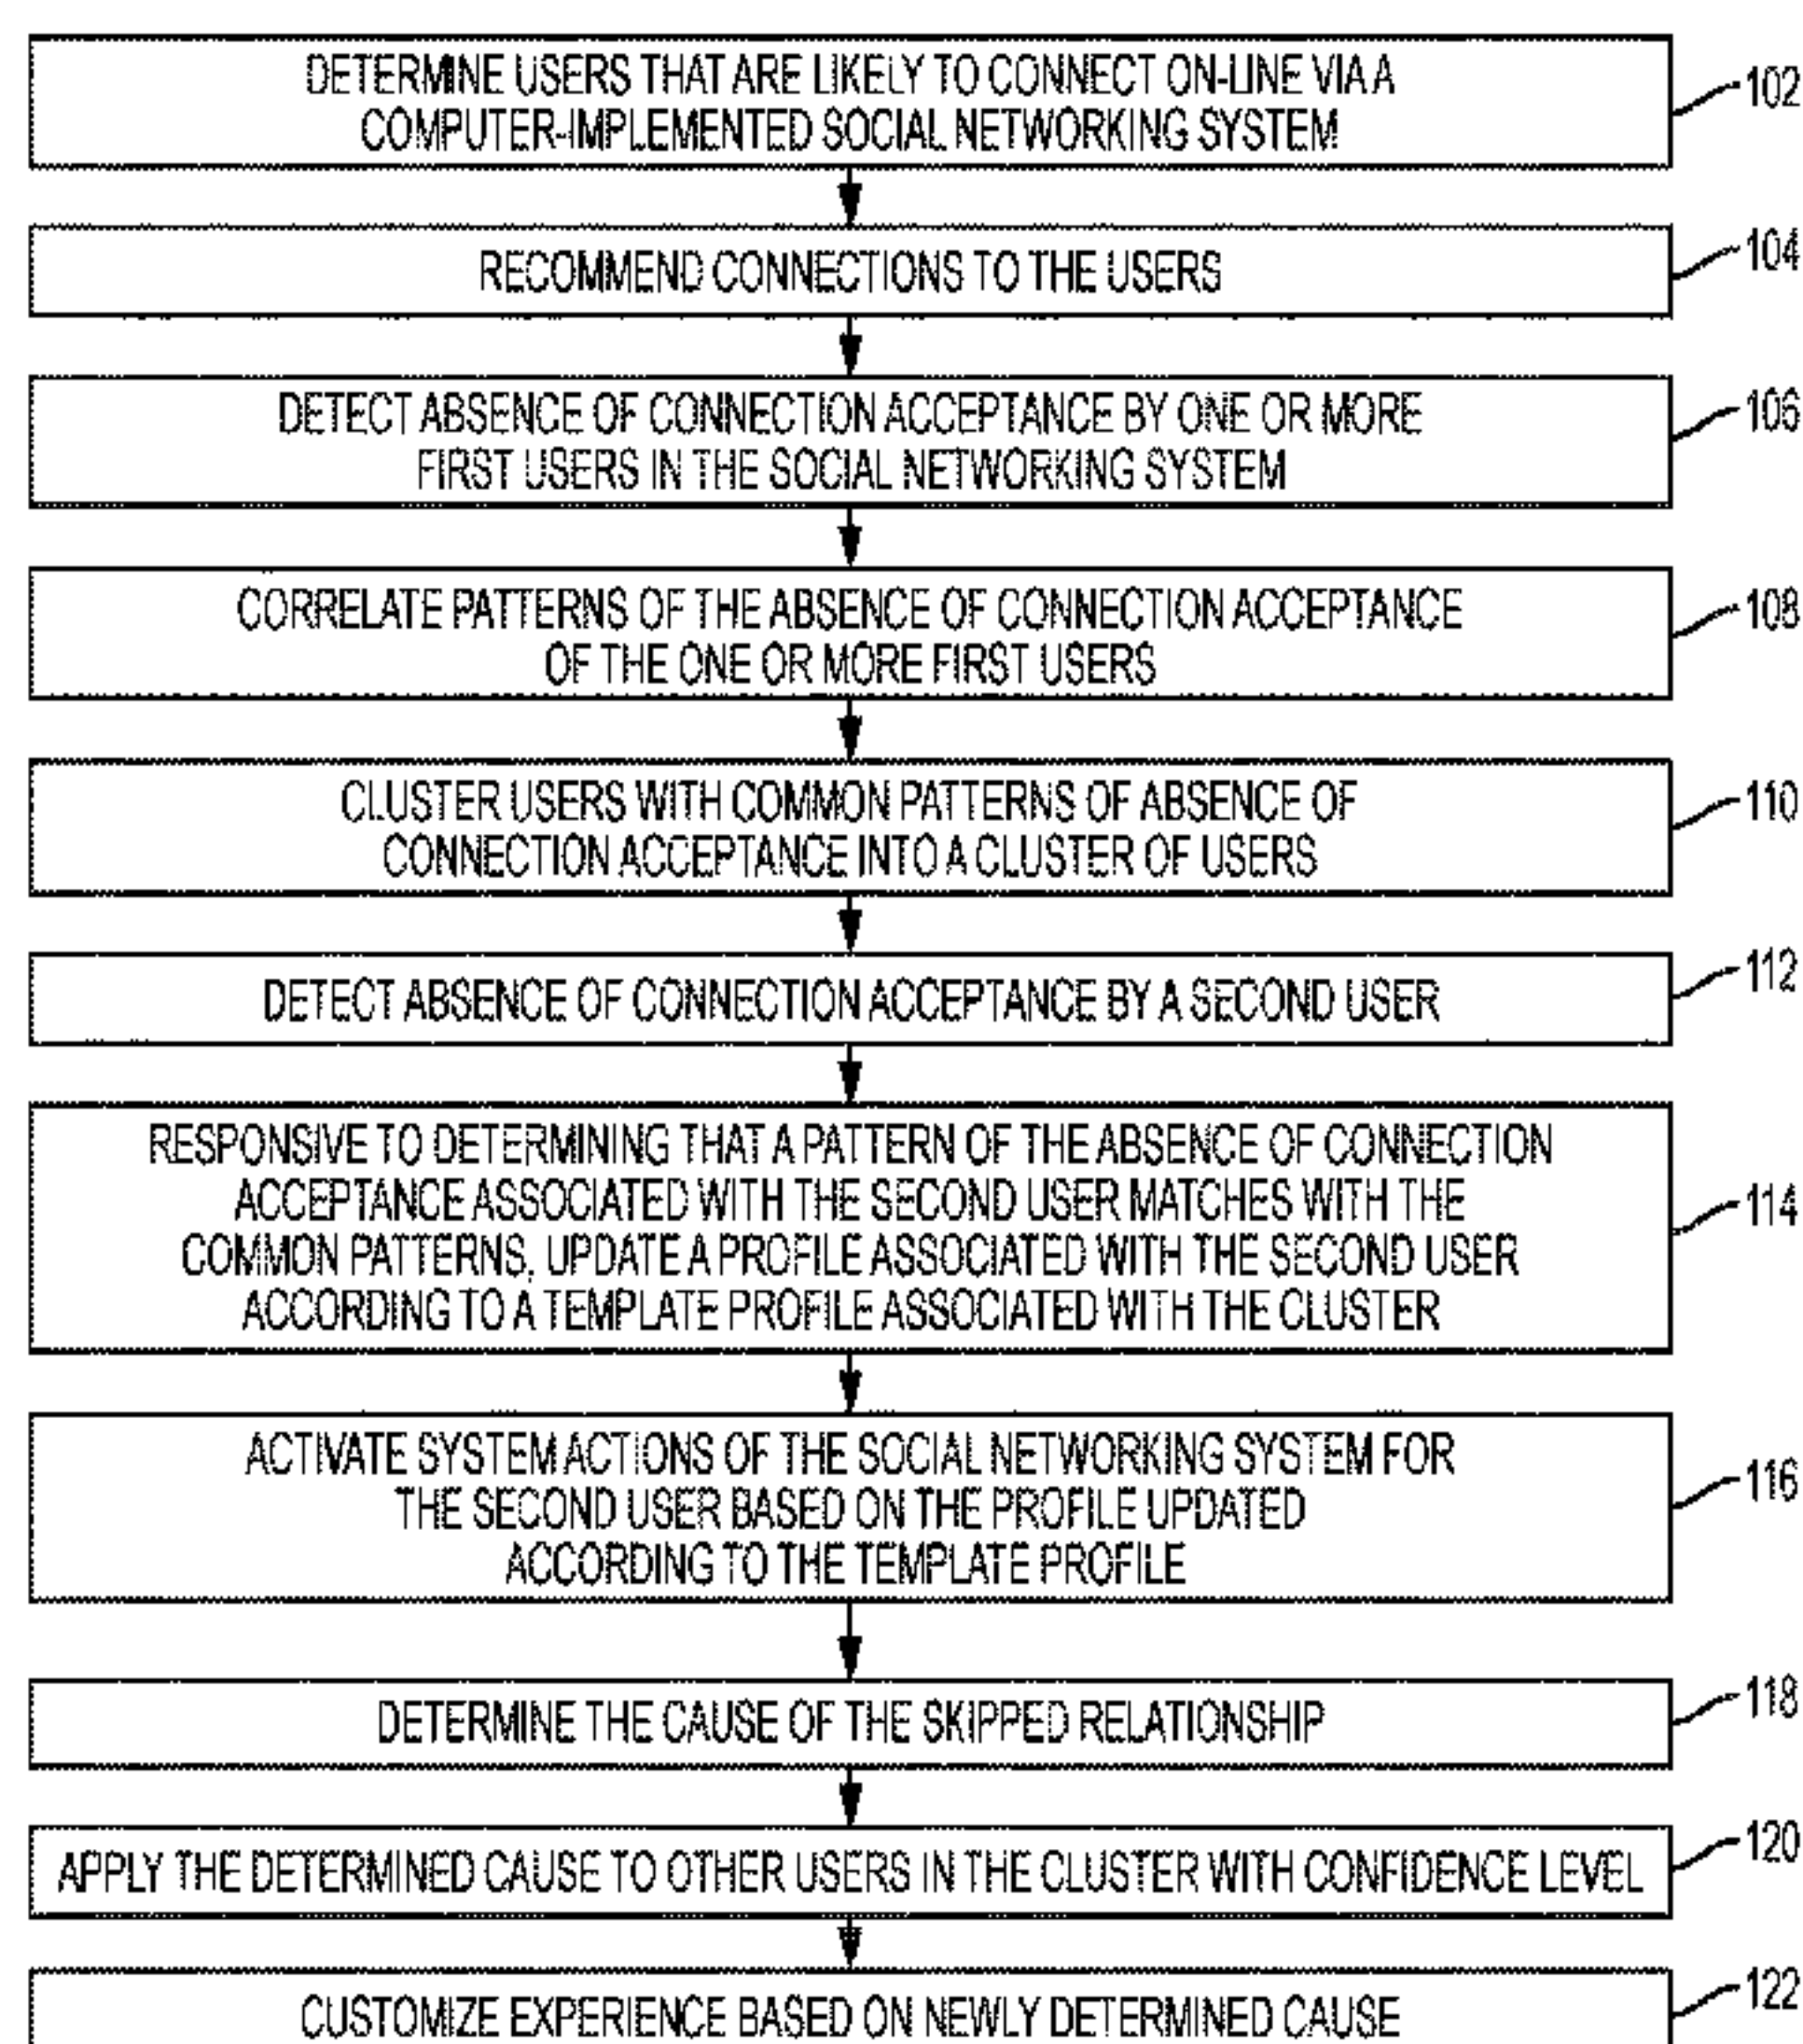 DETERMINE USERS THAT ARE LIKELY TO CONNECT ON-LINE VIA A
COMPUTER-IMPLEMENTED SOCIAL NETWORKING SYSTEM
102
RECOMMEND CONNECTIONS TO THE USERS
104
DETECT ABSENCE OF CONNECTION ACCEPTANCE BY ONE OR MORE
FIRST USERS IN THE SOCIAL NETWORKING SYSTEM
106
CORRELATE PATTERNS OF THE ABSENCE OF CONNECTION ACCEPTANCE
OF THE ONE OR MORE FIRST USERS
108
CLUSTER USERS WITH COMMON PATTERNS OF ABSENCE OF
CONNECTION ACCEPTANCE INTO A CLUSTER OF USERS
110
DETECT ABSENCE OF CONNECTION ACCEPTANCE BY A SECOND USER
112
RESPONSIVE TO DETERMINING THAT A PATTERN OF THE ABSENCE OF CONNECTION
ACCEPTANCE ASSOCIATED WITH THE SECOND USER MATCHES WITH THE
COMMON PATTERNS, UPDATE A PROFILE ASSOCIATED WITH THE SECOND USER
ACCORDING TO A TEMPLATE PROFILE ASSOCIATED WITH THE CLUSTER
114
ACTIVATE SYSTEM ACTIONS OF THE SOCIAL NETWORKING SYSTEM FOR
THE SECOND USER BASED ON THE PROFILE UPDATED
ACCORDING TO THE TEMPLATE PROFILE
116
DETERMINE THE CAUSE OF THE SKIPPED RELATIONSHIP
118
APPLY THE DETERMINED CAUSE TO OTHER USERS IN THE CLUSTER WITH CONFIDENCE LEVEL
120
CUSTOMIZE EXPERIENCE BASED ON NEWLY DETERMINED CAUSE
122